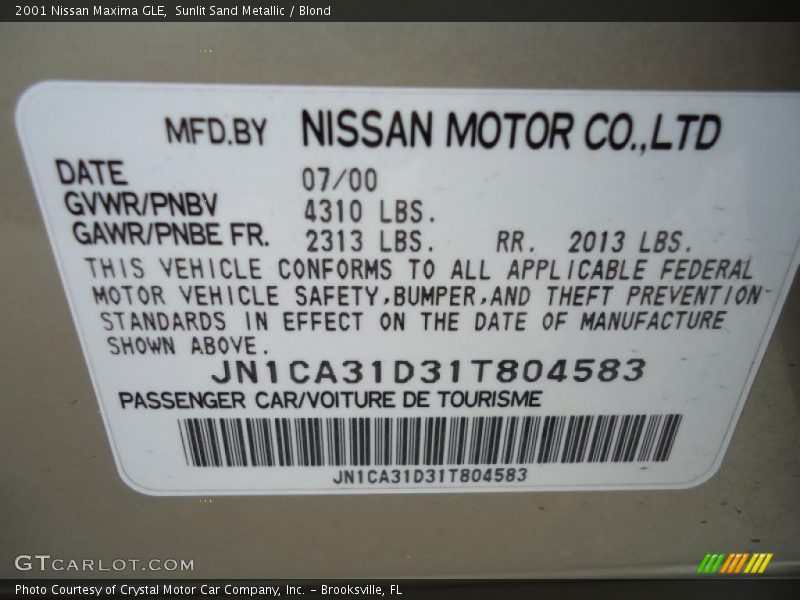 2001 Nissan Maxima GLE,  Sunlit Sand Metallic / Blond
MFD.BY NISSAN MOTOR CO.,LTD
DATE 07/00
GVWR/PNBV 4310 LBS.
GAWR/PNBE FR. 2313 LBS. RR. 2013 LBS.
THIS VEHICLE CONFORMS TO ALL APPLICABLE FEDERAL
MOTOR VEHICLE SAFETY,BUMPER,AND THEFT PREVENTION
STANDARDS IN EFFECT ON THE DATE OF MANUFACTURE
SHOWN ABOVE.
JN1CA31D31T804583
PASSENGER CAR/VOITURE DE TOURISME
JN1CA31D31T804583
GTCARLOT.COM
Photo Courtesy of Crystal Motor Car Company, Inc. – Brooksville, FL